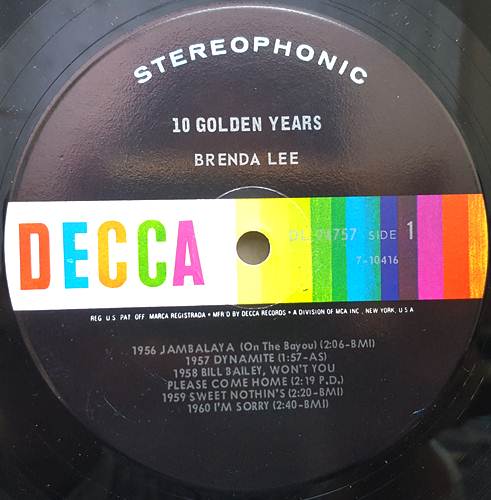 STEREOPHONIC
10 GOLDEN YEARS
BRENDA LEE
DECCA
DL 74757 SIDE 1
7-10416
REG. U.S. PAT. OFF. MARCA REGISTRADA • MFR'D BY DECCA RECORDS • A DIVISION OF MCA INC., NEW YORK, U.S.A
1956 JAMBALAYA (On The Bayou) (2:06-BMI)
1957 DYNAMITE (1:57-AS)
1958 BILL BAILEY, WON'T YOU
PLEASE COME HOME (2:19 P.D.)
1959 SWEET NOTHIN'S (2:20-BMI)
1960 I'M SORRY (2:40-BMI)